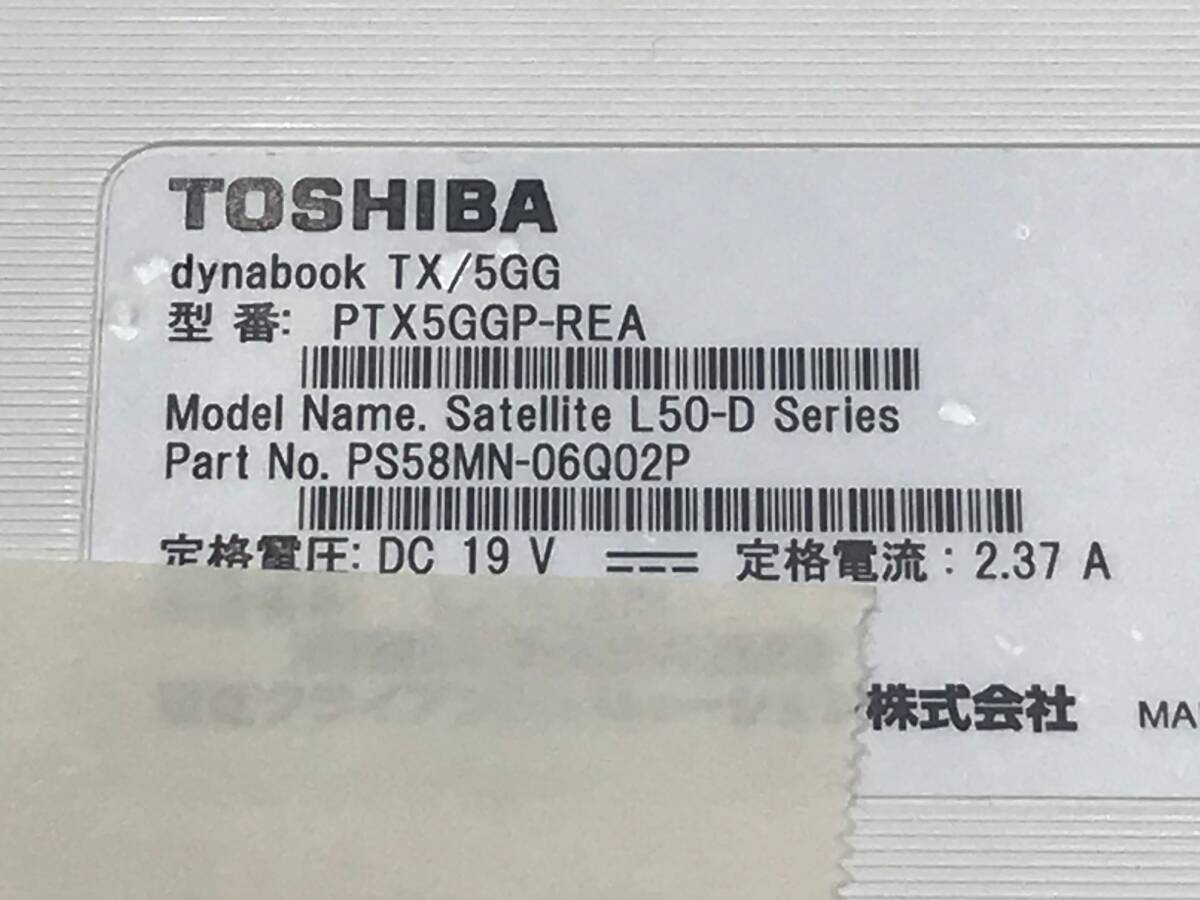 TOSHIBA
dynabook TX/5GG
型 番: PTX5GGP-REA
Model Name. Satellite L50-D Series
Part No. PS58MN-06Q02P
定格電圧: DC 19 V ⎓ 定格電流 : 2.37 A
株式会社 MA